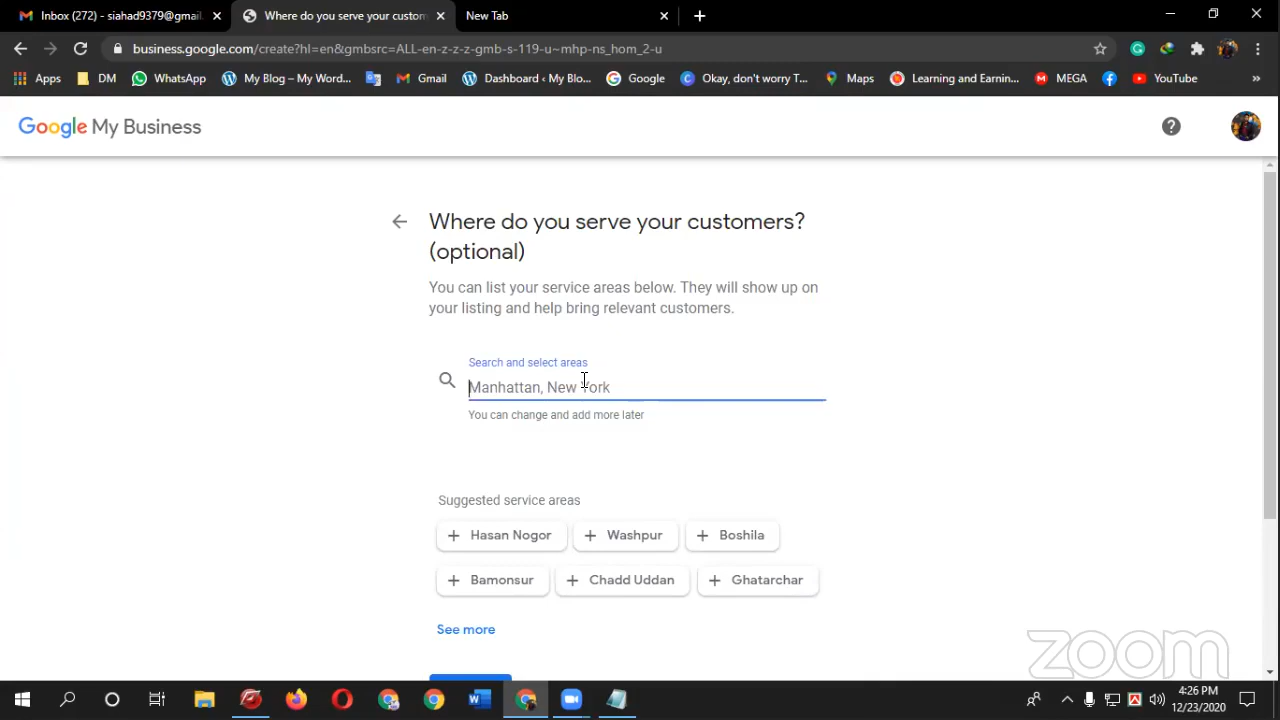 Inbox (272) - siahad9379@gmail.
Where do you serve your custom
New Tab
business.google.com/create?hl=en&gmbsrc=ALL-en-z-z-z-gmb-s-119-u~mhp-ns_hom_2-u
Apps
DM
WhatsApp
My Blog – My Word...
Gmail
Dashboard ‹ My Blo...
Google
Okay, don't worry T...
Maps
Learning and Earnin...
MEGA
YouTube
»
Google My Business
Where do you serve your customers?
(optional)
You can list your service areas below. They will show up on
your listing and help bring relevant customers.
Search and select areas
Manhattan, New York
You can change and add more later
Suggested service areas
+ Hasan Nogor
+ Washpur
+ Boshila
+ Bamonsur
+ Chadd Uddan
+ Ghatarchar
See more
zoom
4:26 PM
12/23/2020